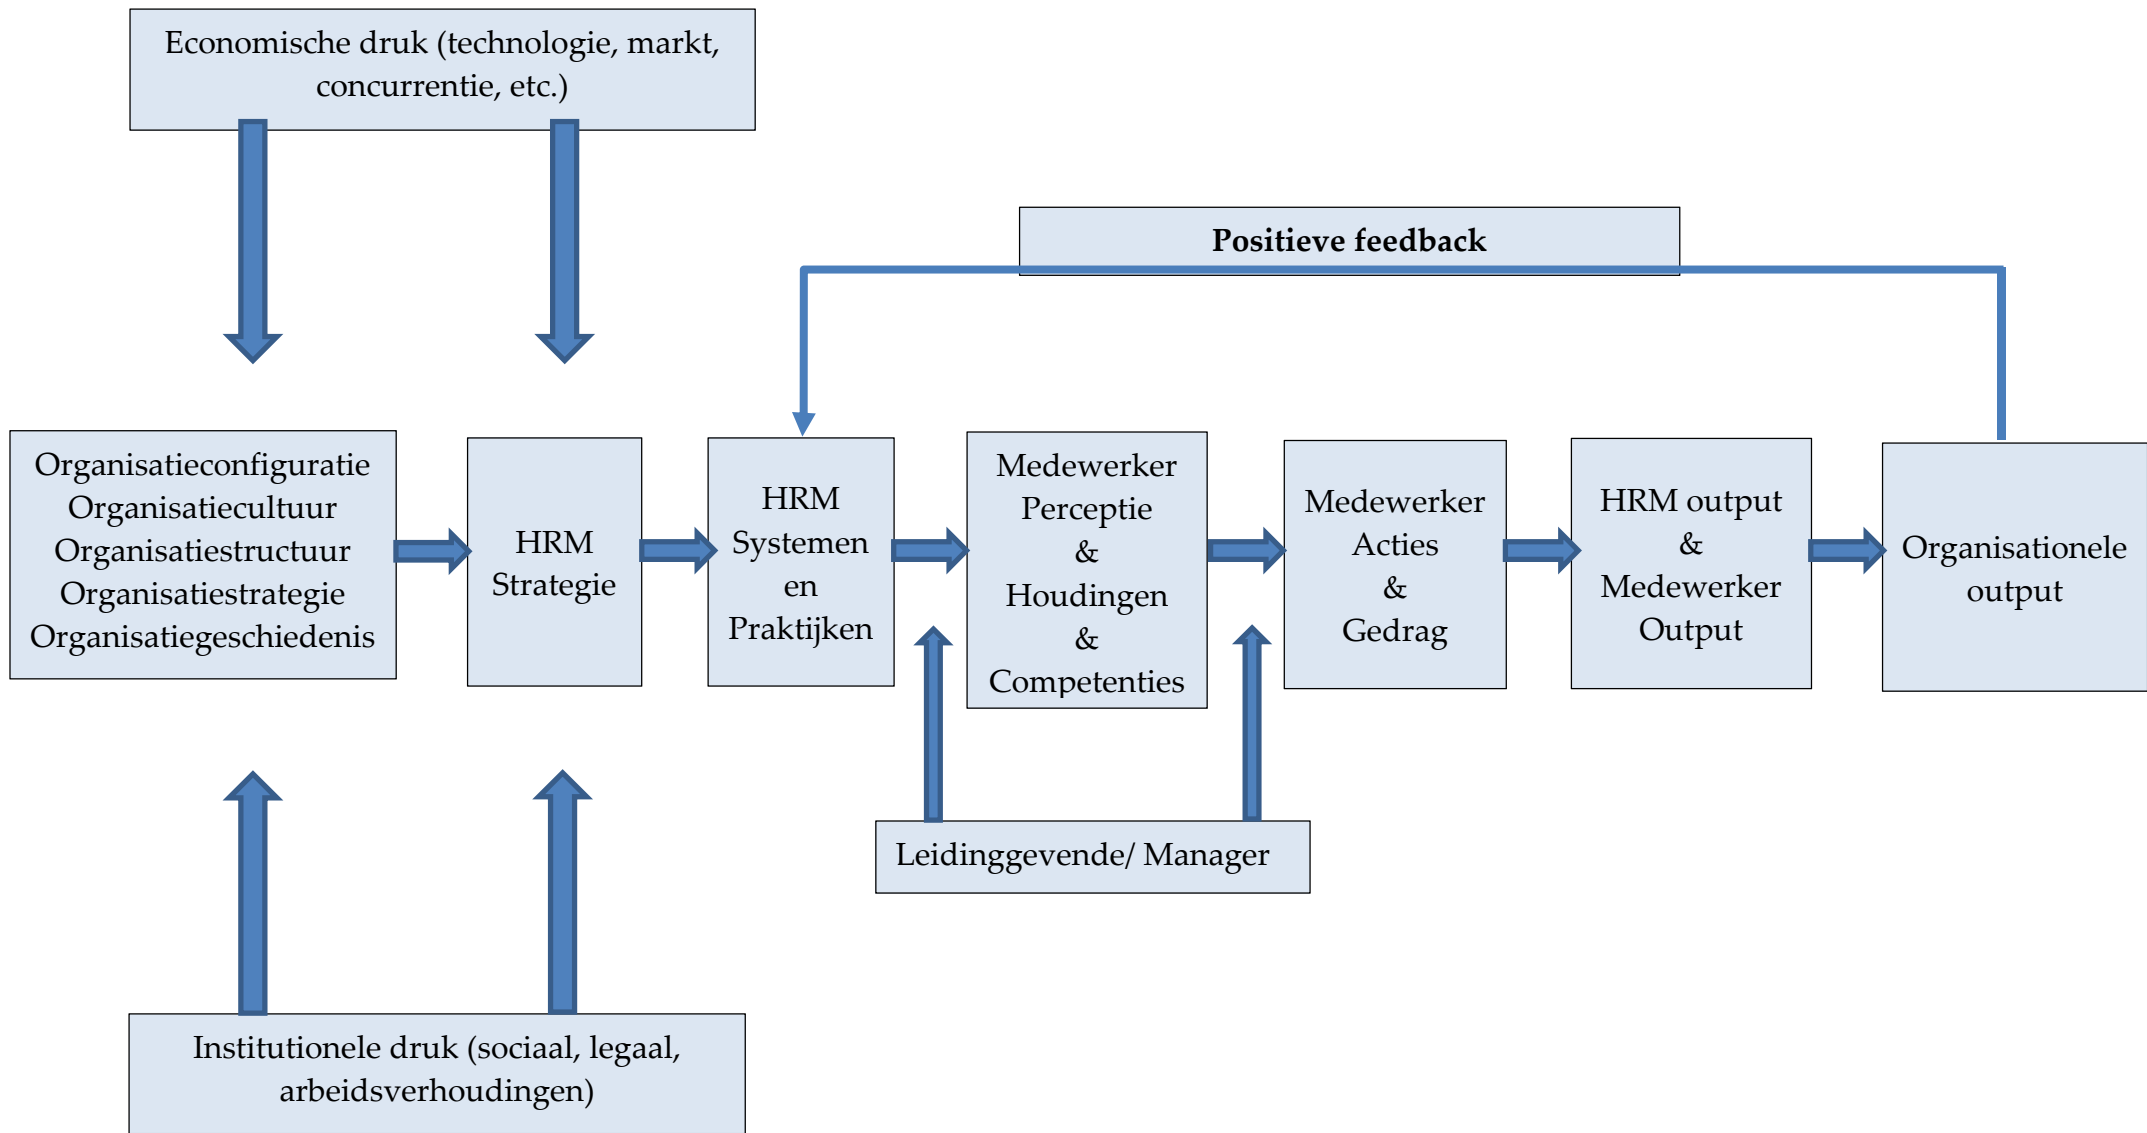 Economische druk (technologie, markt,
concurrentie, etc.)
Positieve feedback
Organisatieconfiguratie
Organisatiecultuur
Organisatiestructuur
Organisatiestrategie
Organisatiegeschiedenis
HRM
Strategie
HRM
Systemen
en
Praktijken
Medewerker
Perceptie
&
Houdingen
&
Competenties
Medewerker
Acties
&
Gedrag
HRM output
&
Medewerker
Output
Organisationele
output
Leidinggevende/ Manager
Institutionele druk (sociaal, legaal,
arbeidsverhoudingen)